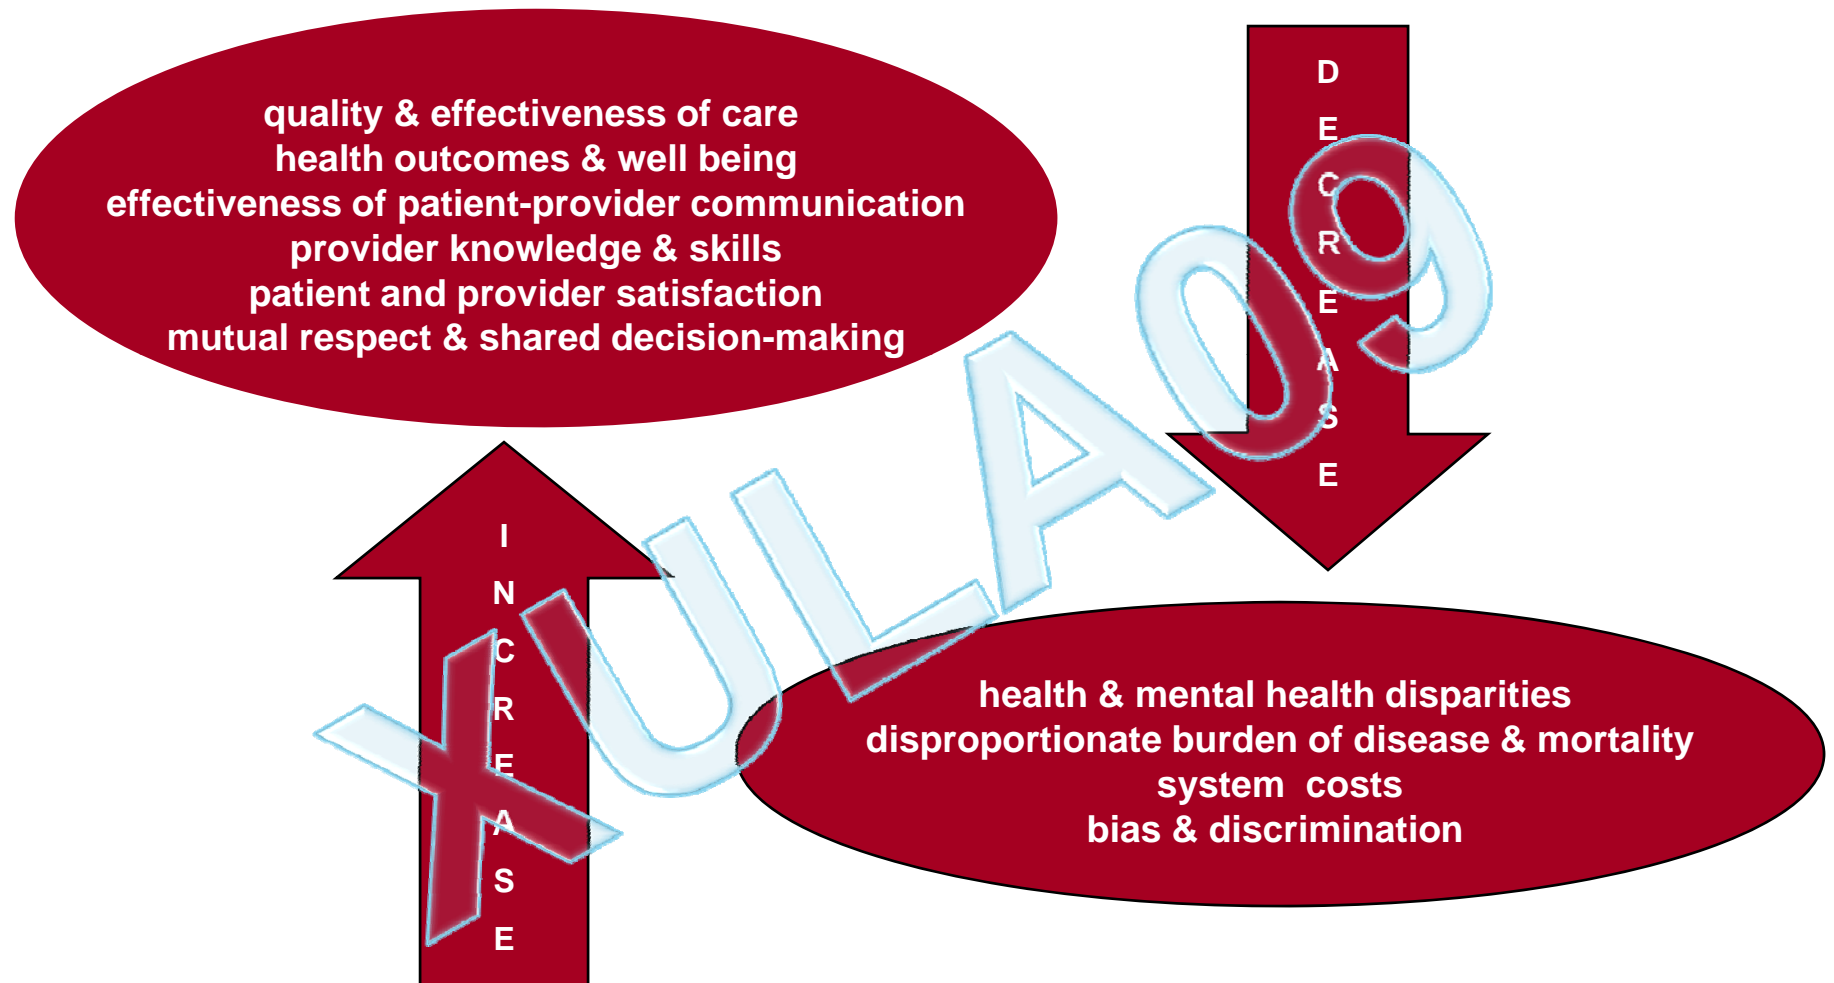 quality & effectiveness of care
health outcomes & well being
effectiveness of patient-provider communication
provider knowledge & skills
patient and provider satisfaction
mutual respect & shared decision-making
INCREASE
DECREASE
health & mental health disparities
disproportionate burden of disease & mortality
system  costs
bias & discrimination
XULA09